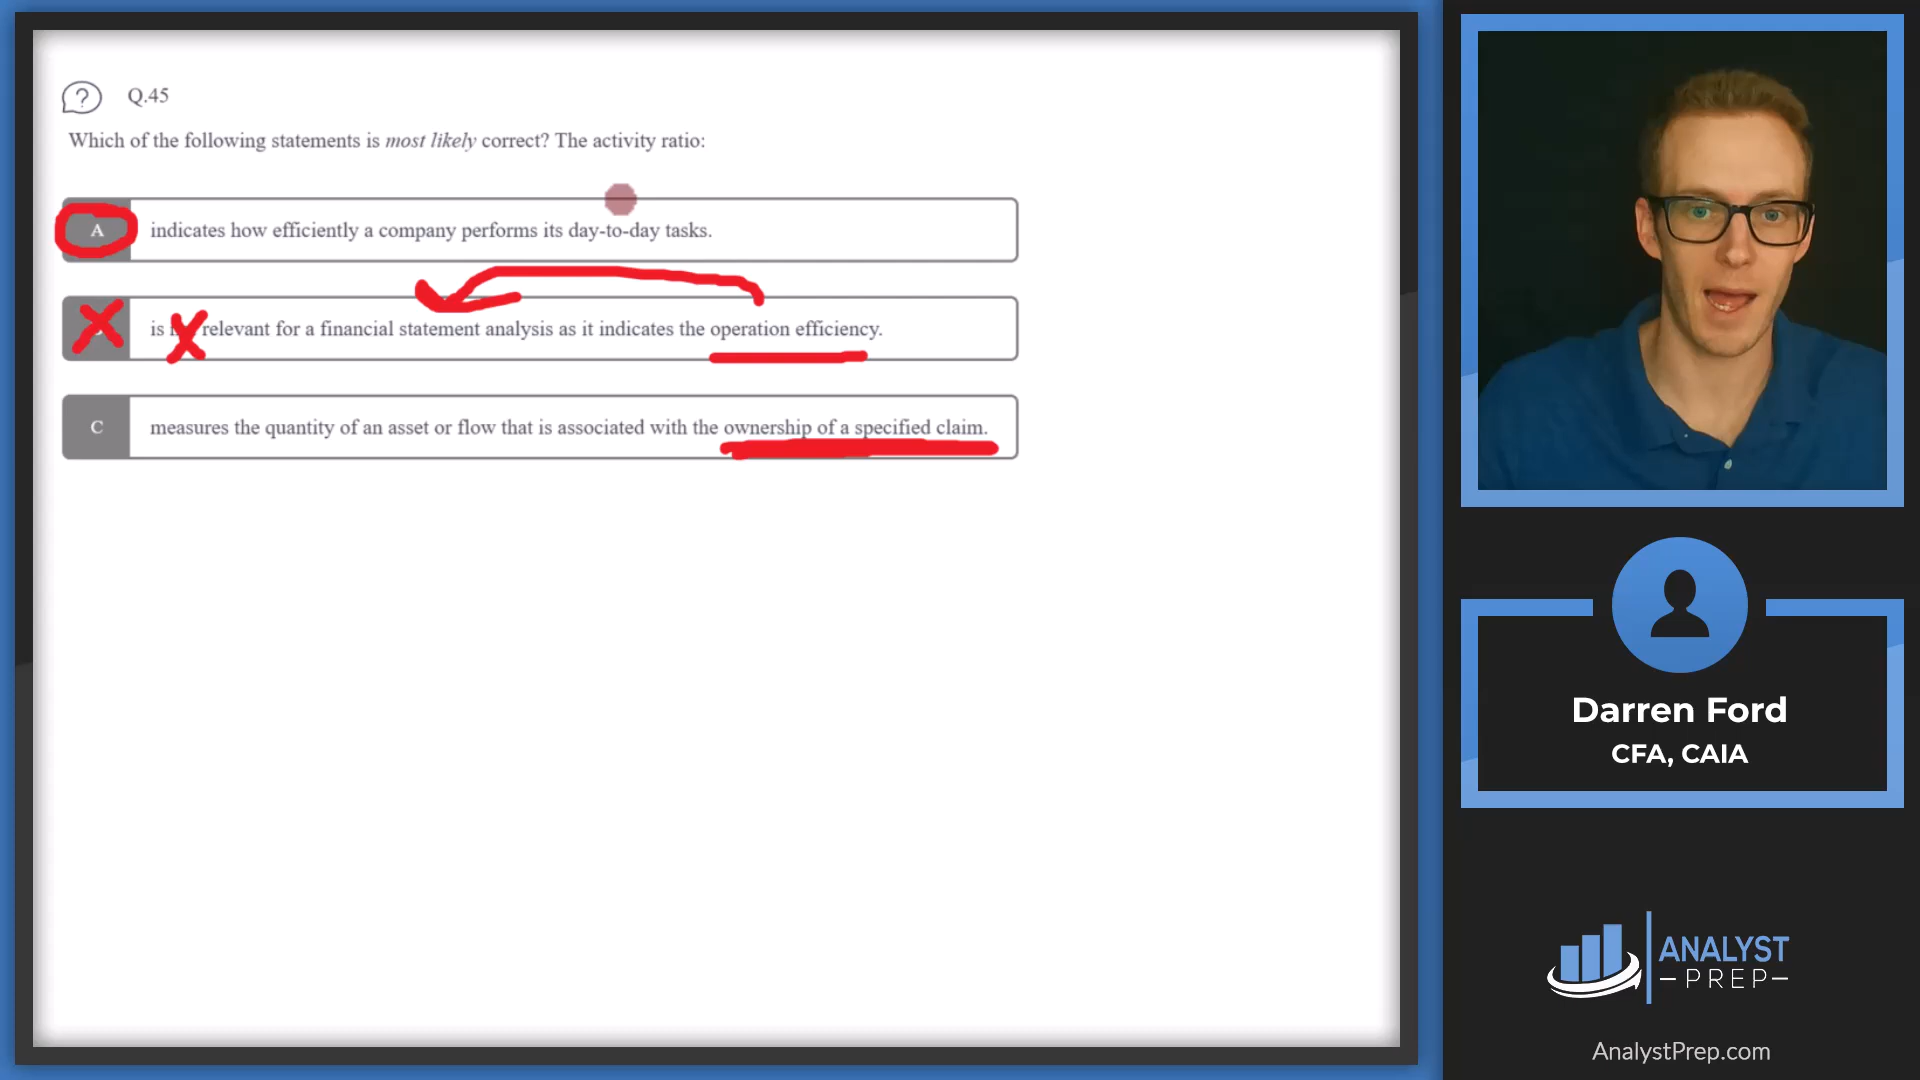 Q.45
Which of the following statements is most likely correct? The activity ratio:
A
indicates how efficiently a company performs its day-to-day tasks.
is relevant for a financial statement analysis as it indicates the operation efficiency.
C
measures the quantity of an asset or flow that is associated with the ownership of a specified claim.
Darren Ford
CFA, CAIA
ANALYST
PREP
AnalystPrep.com